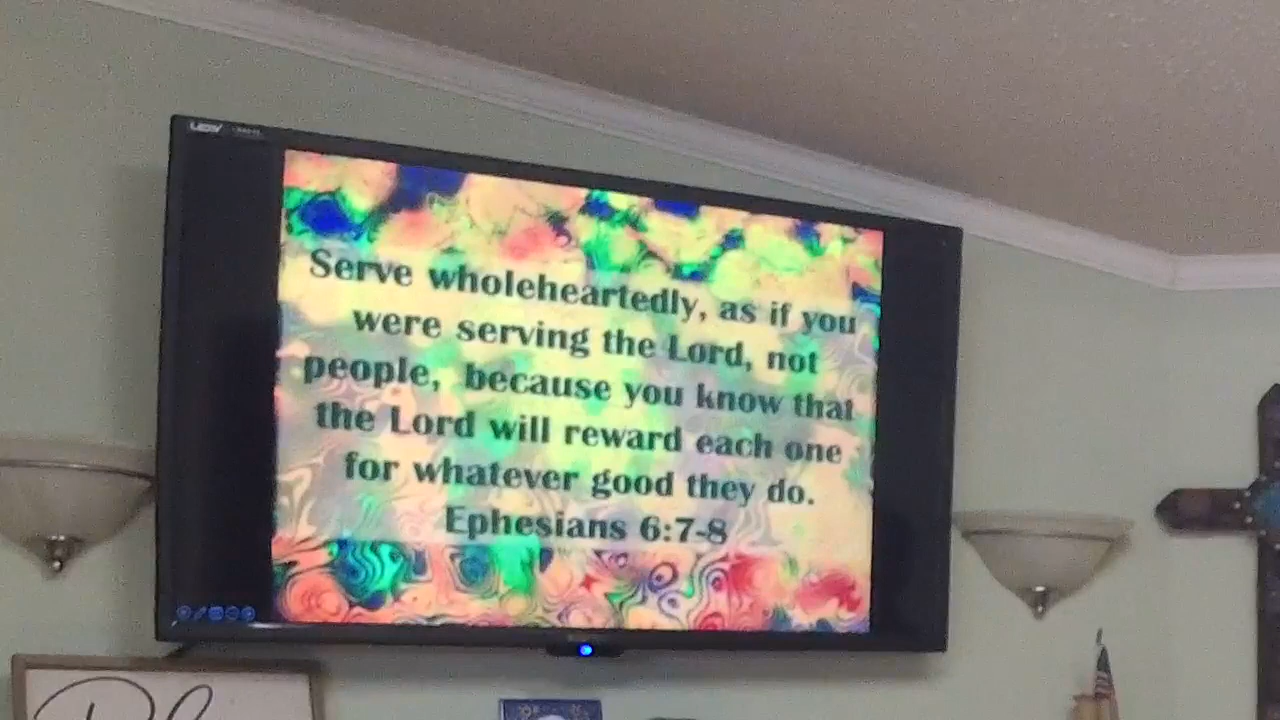 Serve wholeheartedly, as if you
were serving the Lord, not
people, because you know that
the Lord will reward each one
for whatever good they do.
Ephesians 6:7-8